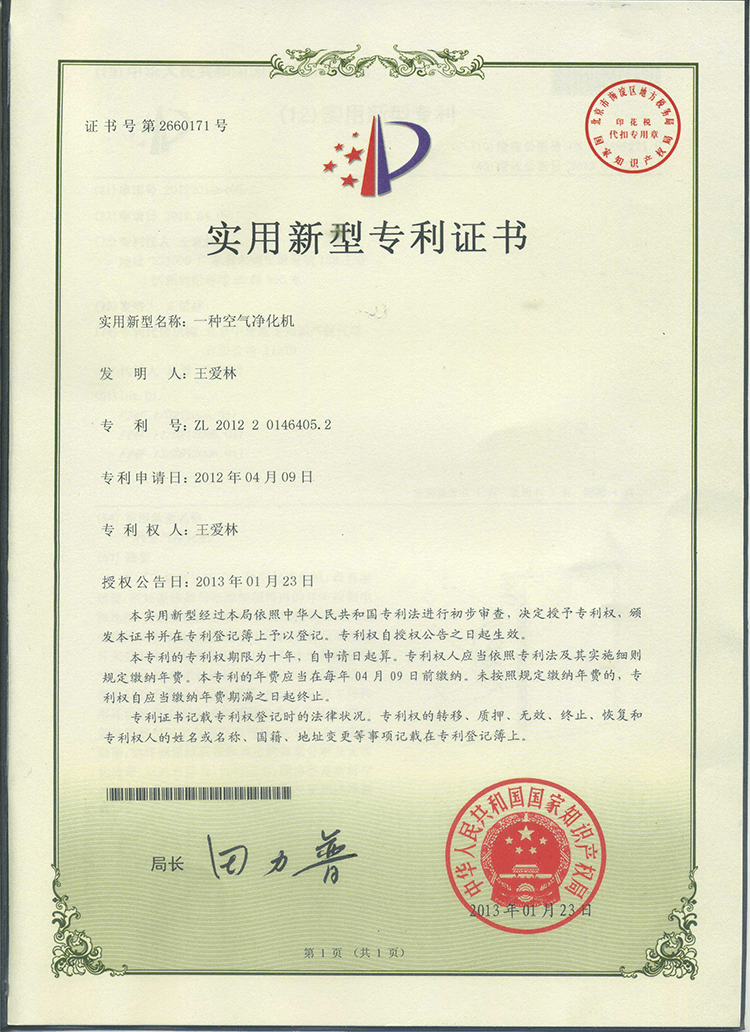 证书号第2660171号
北京市海淀区地方税务局
印花税
代扣专用章
国家知识产权局
实用新型专利证书
实用新型名称：一种空气净化机
发明人：王爱林
专利号：ZL 2012 2 0146405.2
专利申请日：2012年04月09日
专利权人：王爱林
授权公告日：2013年01月23日
本实用新型经过本局依照中华人民共和国专利法进行初步审查，决定授予专利权，颁
发本证书并在专利登记簿上予以登记。专利权自授权公告之日起生效。
本专利的专利权期限为十年，自申请日起算。专利权人应当依照专利法及其实施细则
规定缴纳年费。本专利的年费应当在每年04月09日前缴纳。未按照规定缴纳年费的，专
利权自应当缴纳年费期满之日起终止。
专利证书记载专利权登记时的法律状况。专利权的转移、质押、无效、终止、恢复和
专利权人的姓名或名称、国籍、地址变更等事项记载在专利登记簿上。
局长 田力普
中华人民共和国国家知识产权局
2013年01月23日
第1页（共1页）